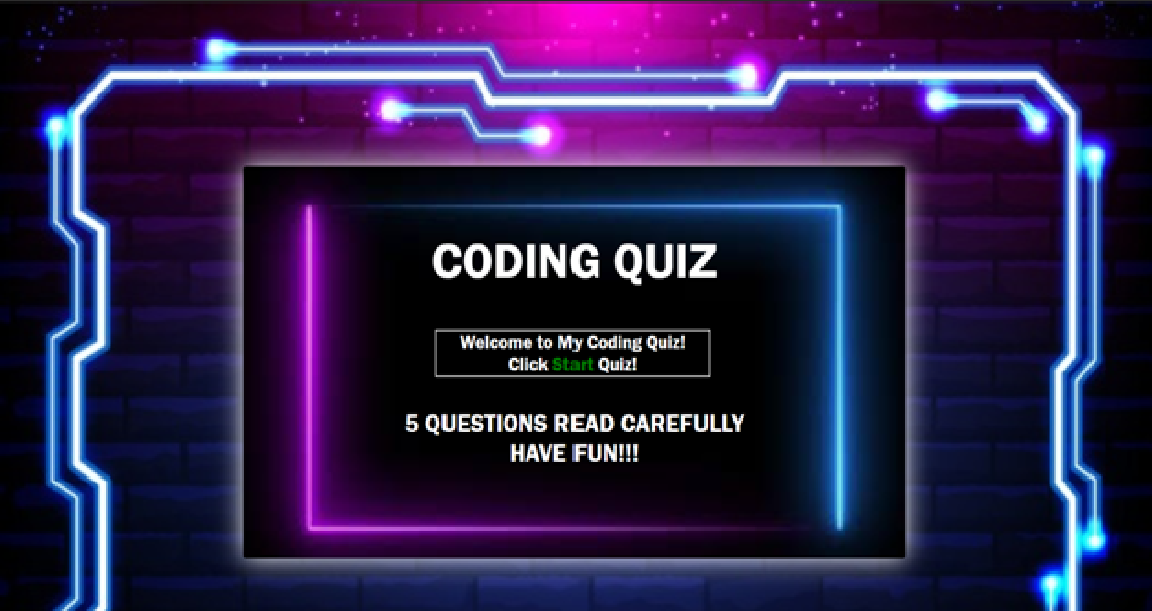 CODING QUIZ
Welcome to My Coding Quiz!
Click Start Quiz!
5 QUESTIONS READ CAREFULLY
HAVE FUN!!!